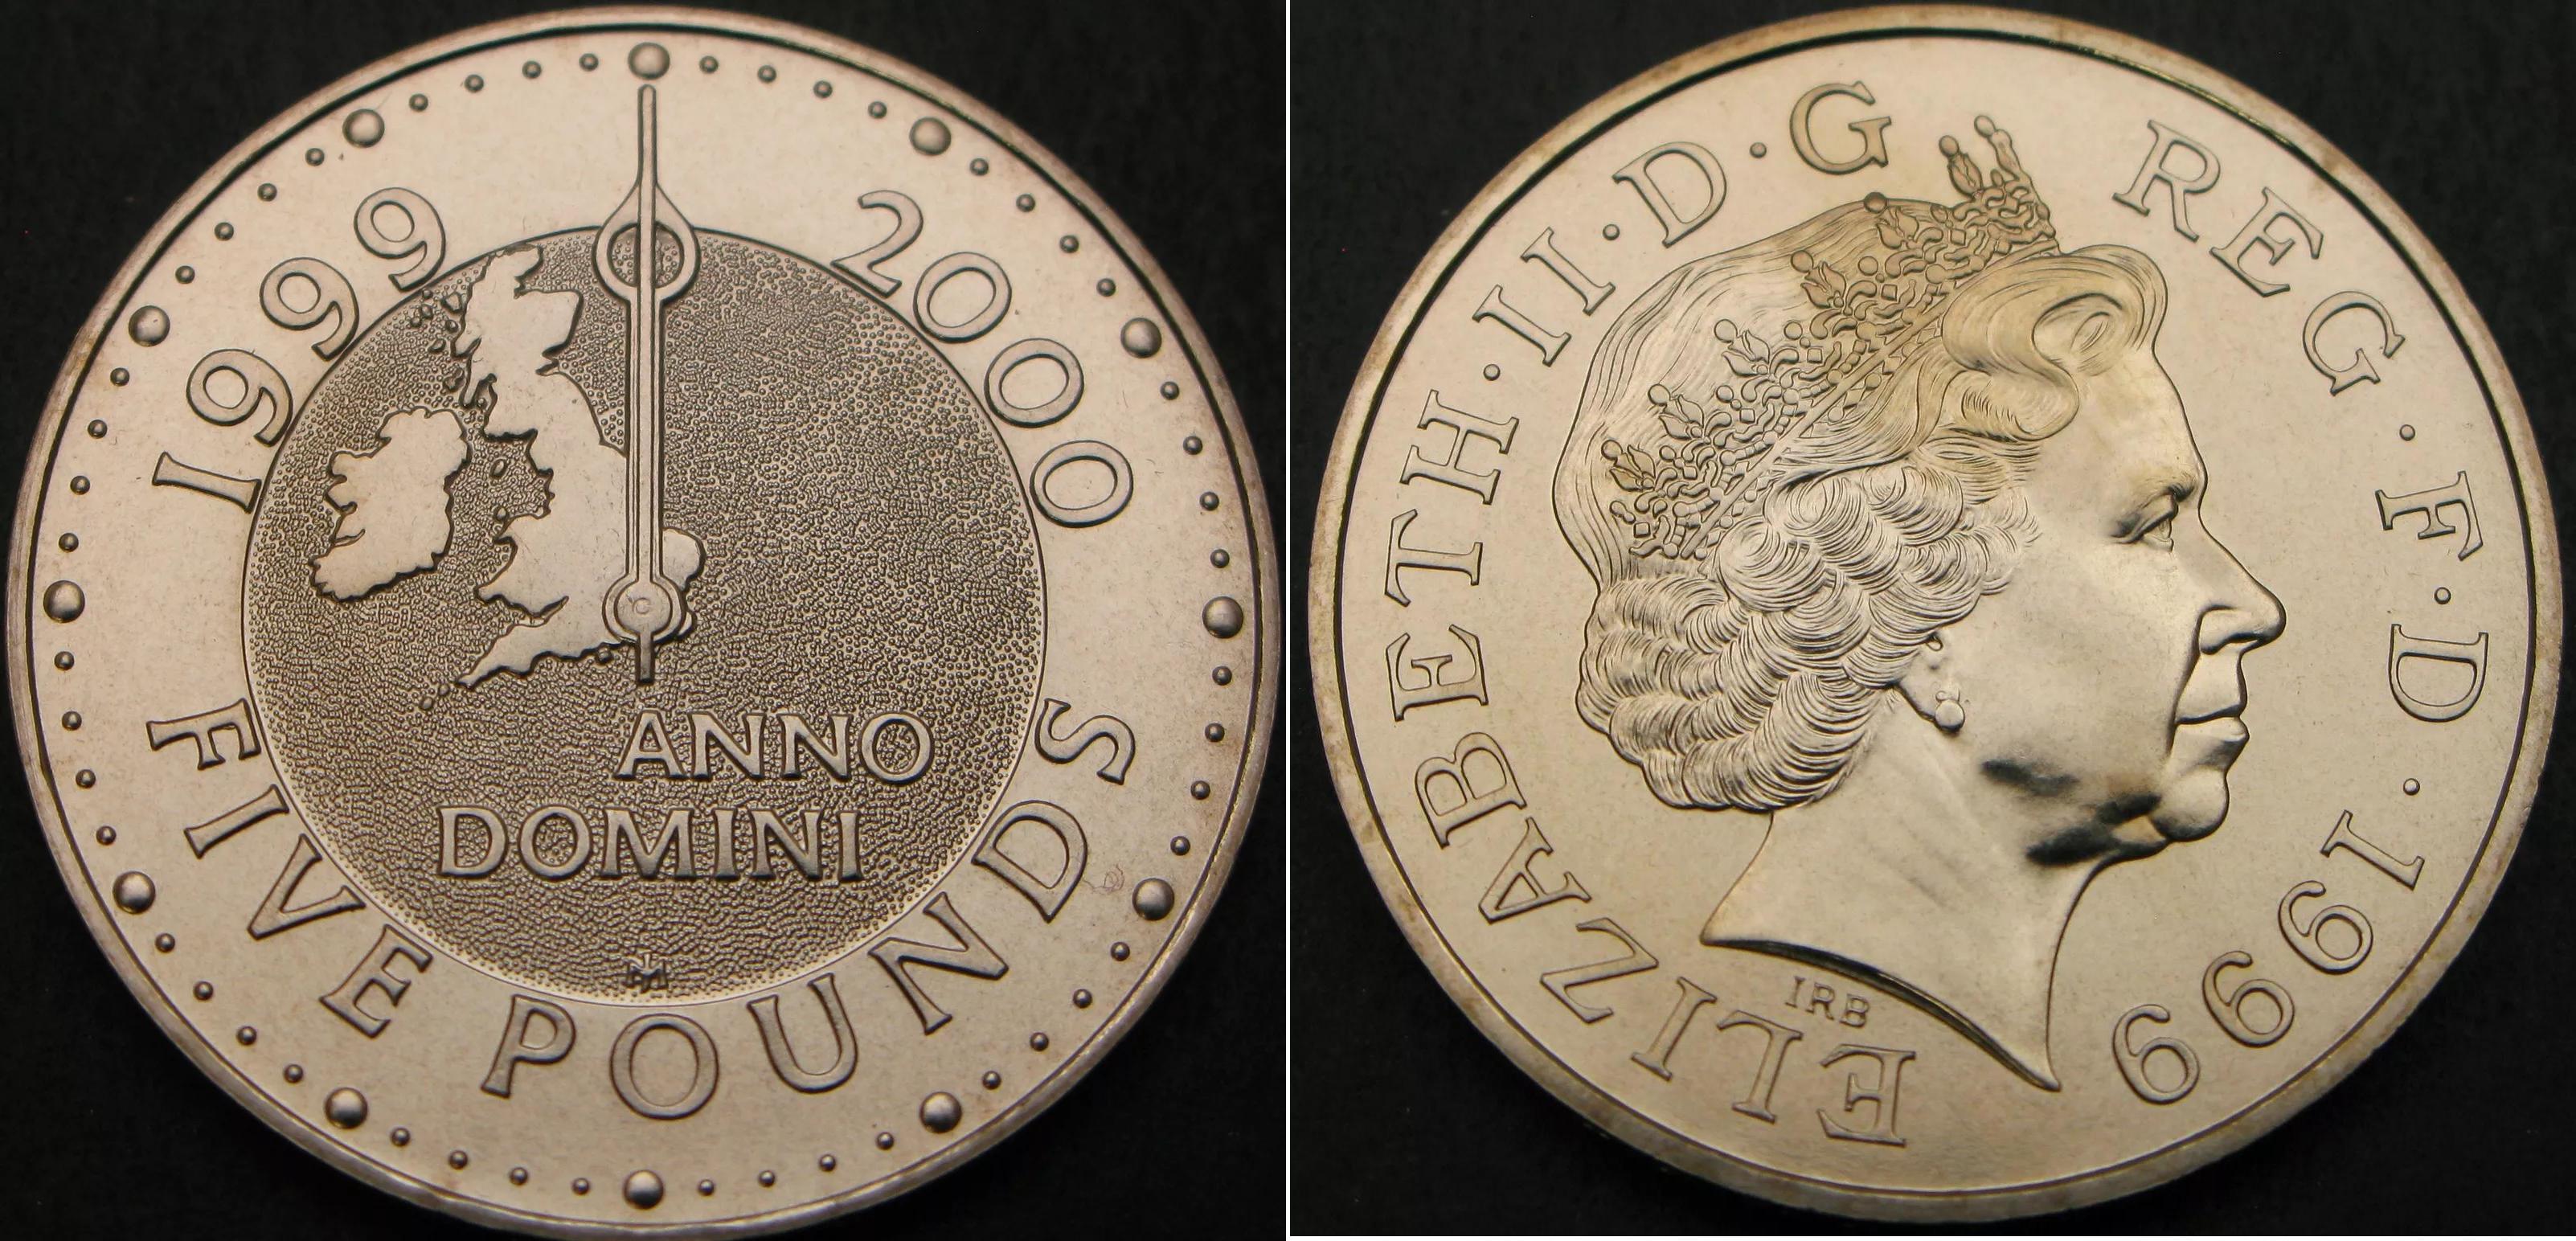 1999 2000
ANNO
DOMINI
FIVE POUNDS
ELIZABETH·II·D·G REG·F·D·1999
IRB